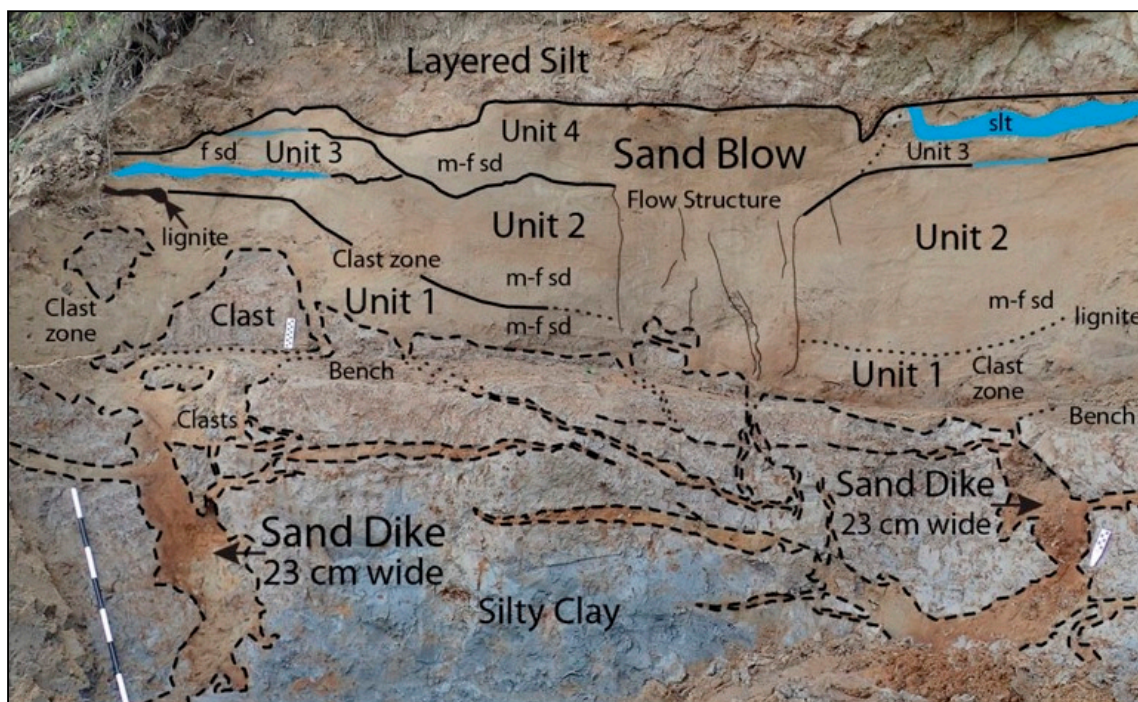 Layered Silt
Unit 4
slt
f sd
Unit 3
m-f sd
Sand Blow
Unit 3
Flow Structure
Unit 2
Unit 2
lignite
Clast zone
m-f sd
m-f sd
lignite
Clast
zone
Clast
Unit 1
m-f sd
Bench
Unit 1
Clast
zone
Clasts
Bench
Sand Dike
23 cm wide
Sand Dike
23 cm wide
Silty Clay